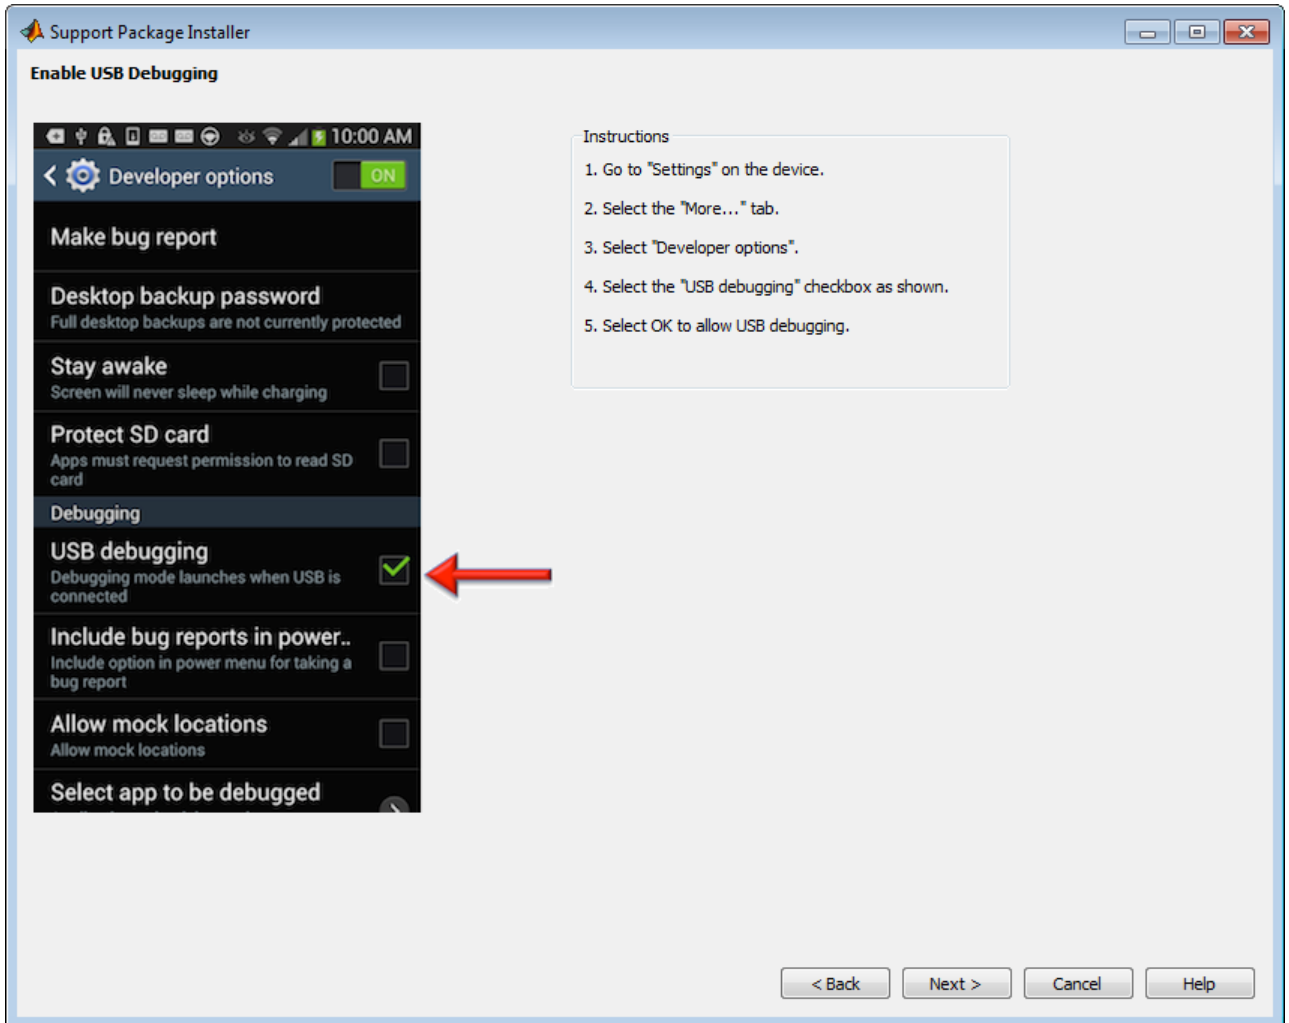 Support Package Installer
Enable USB Debugging
10:00 AM
Developer options
ON
Make bug report
Desktop backup password
Full desktop backups are not currently protected
Stay awake
Screen will never sleep while charging
Protect SD card
Apps must request permission to read SD
card
Debugging
USB debugging
Debugging mode launches when USB is
connected
Include bug reports in power..
Include option in power menu for taking a
bug report
Allow mock locations
Allow mock locations
Select app to be debugged
Instructions
1. Go to "Settings" on the device.
2. Select the "More..." tab.
3. Select "Developer options".
4. Select the "USB debugging" checkbox as shown.
5. Select OK to allow USB debugging.
< Back
Next >
Cancel
Help